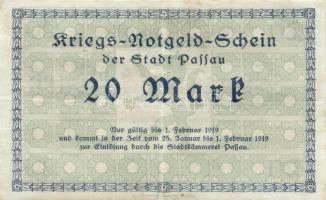 Kriegs-Notgeld-Schein
der Stadt Passau
20 Mark
Nur gültig bis 1. Februar 1919
und kommt in der Zeit vom 25. Januar bis 1. Februar 1919
zur Einlösung durch die Stadtkämmerei Passau.